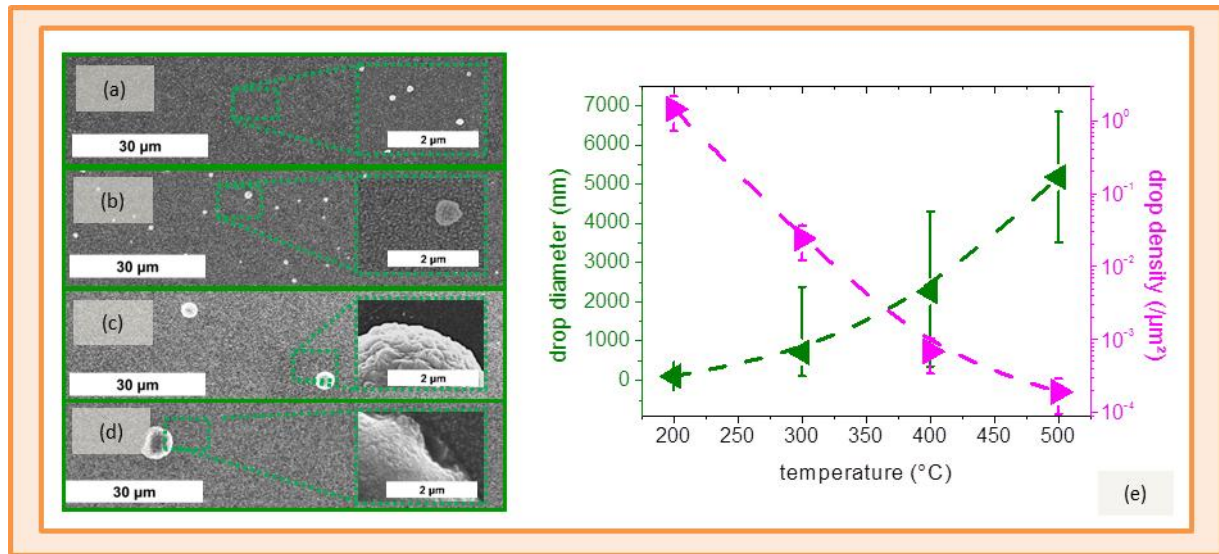 (a)
30 µm
2 µm
(b)
30 µm
2 µm
(c)
30 µm
2 µm
(d)
30 µm
2 µm
7000
6000
5000
4000
3000
2000
1000
0
drop diameter (nm)
10⁰
10⁻¹
10⁻²
10⁻³
10⁻⁴
drop density (/µm²)
200 250 300 350 400 450 500
temperature (°C)
(e)